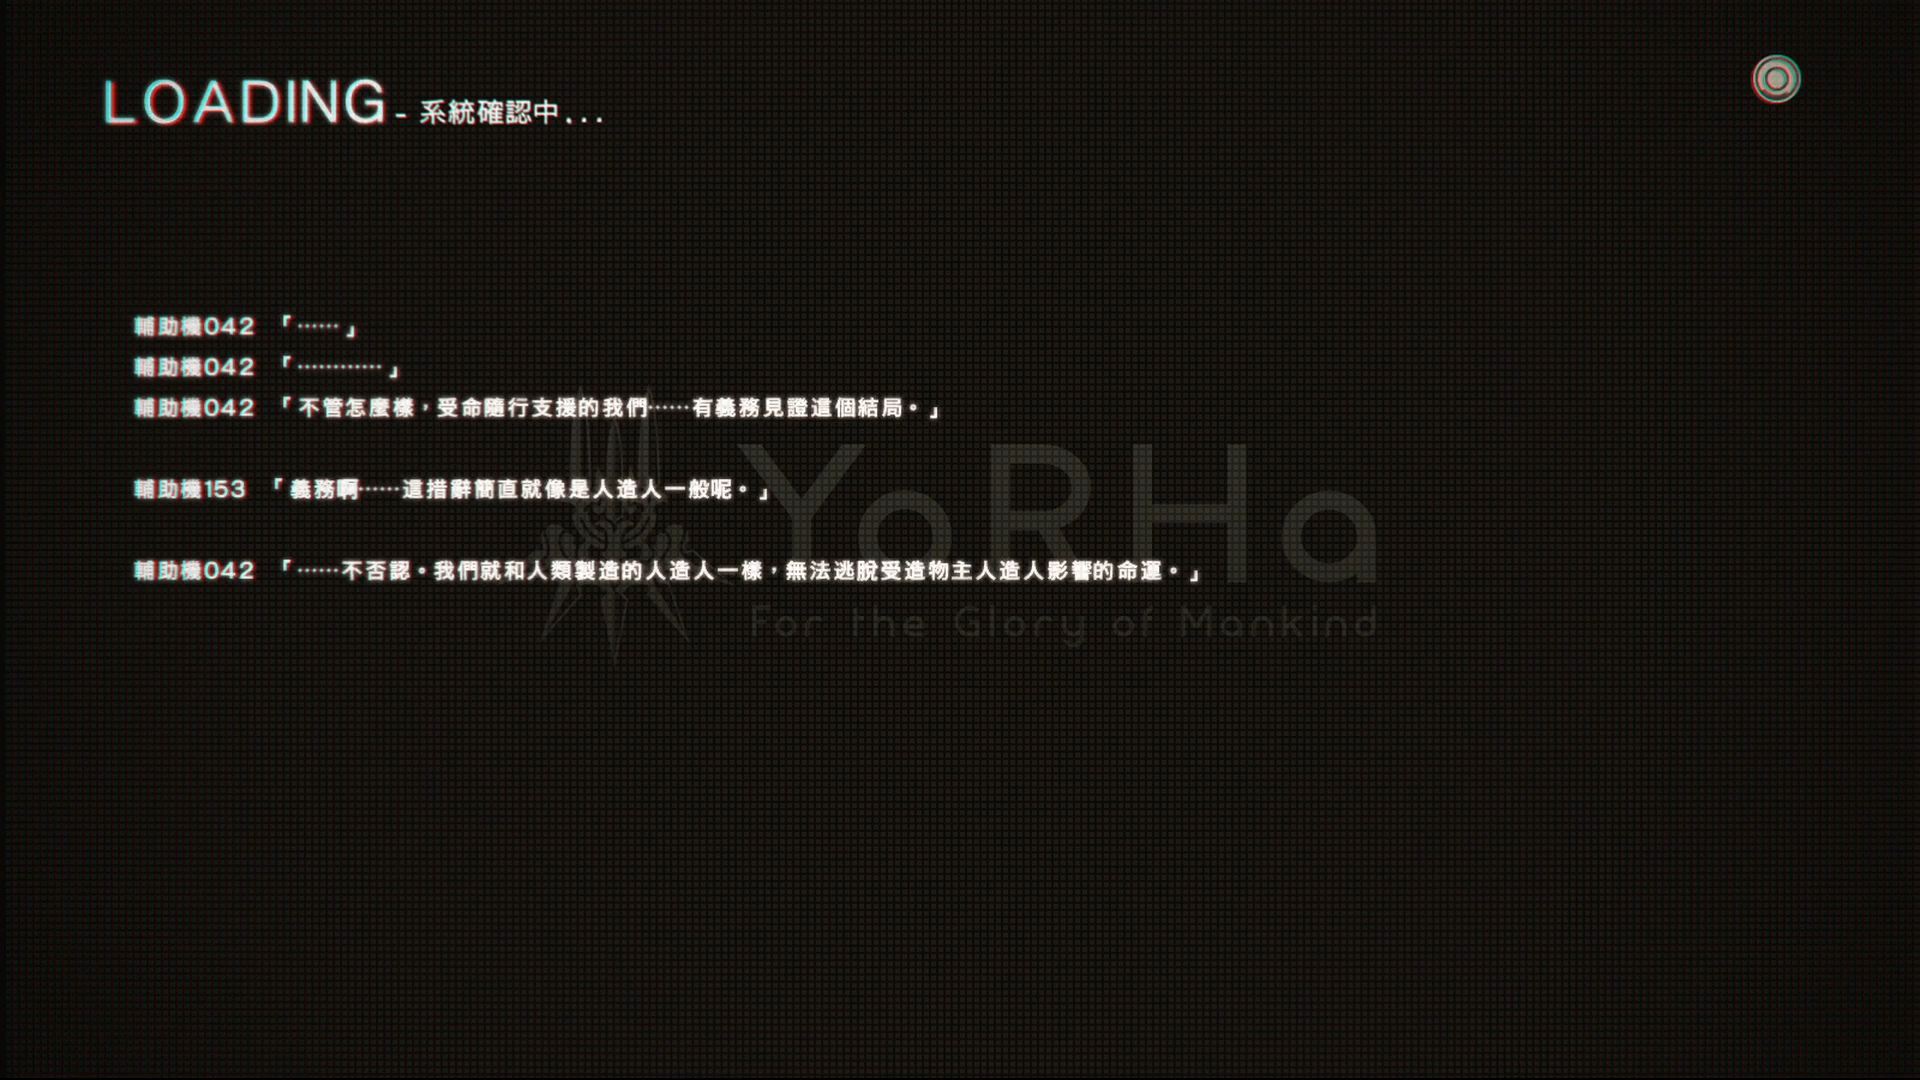 LOADING - 系統確認中...
輔助機042 「……」
輔助機042 「…………」
輔助機042 「不管怎麼樣，受命隨行支援的我們……有義務見證這個結局。」
輔助機153 「義務啊……這措辭簡直就像是人造人一般呢。」
輔助機042 「……不否認。我們就和人類製造的人造人一樣，無法逃脫受造物主人造人影響的命運。」
YoRHa
For the Glory of Mankind